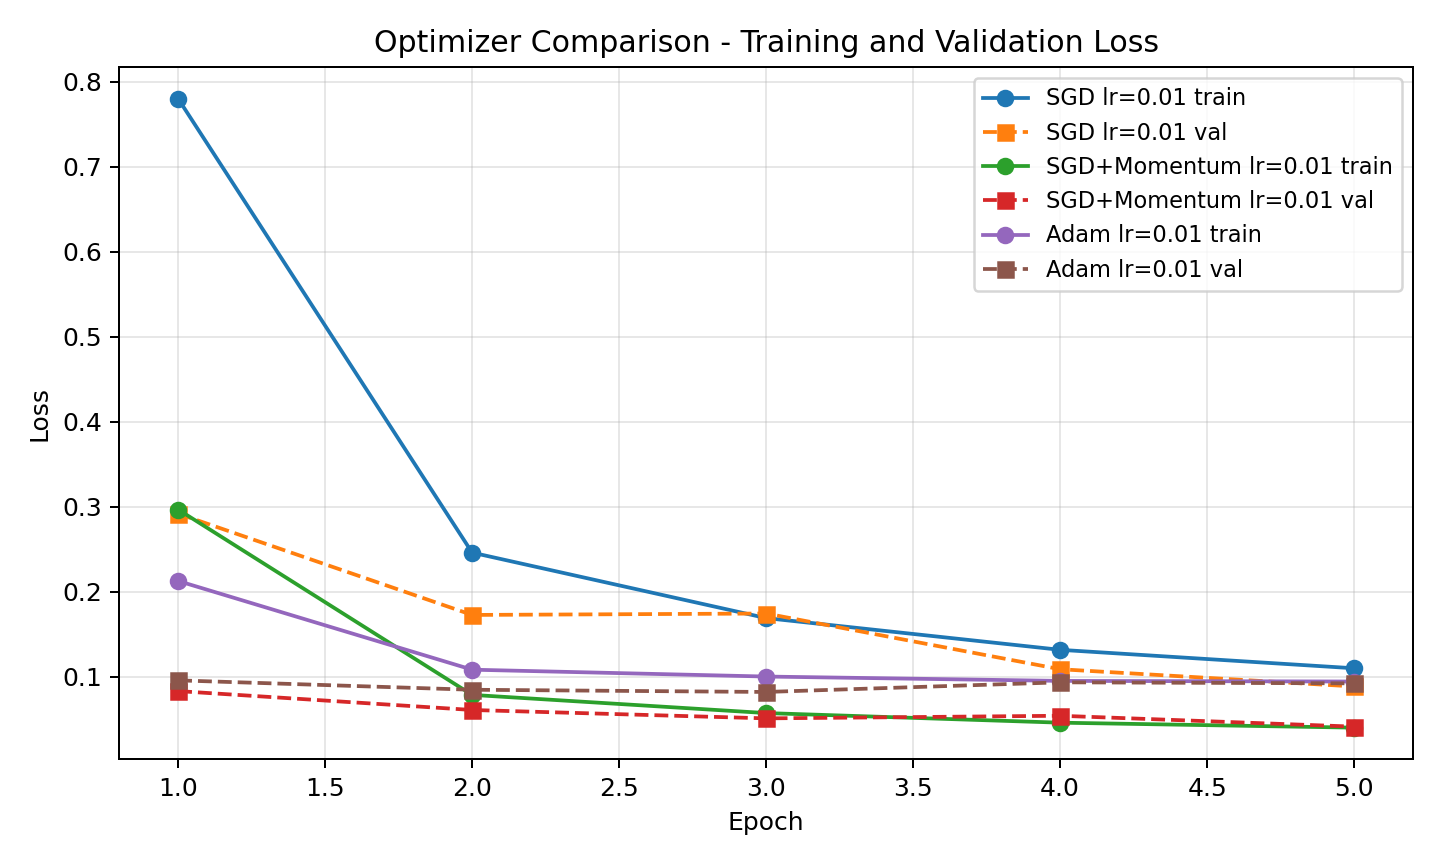 Optimizer Comparison - Training and Validation Loss
0.8
0.7
0.6
0.5
0.4
0.3
0.2
0.1
Loss
SGD lr=0.01 train
SGD lr=0.01 val
SGD+Momentum lr=0.01 train
SGD+Momentum lr=0.01 val
Adam lr=0.01 train
Adam lr=0.01 val
1.0 1.5 2.0 2.5 3.0 3.5 4.0 4.5 5.0
Epoch